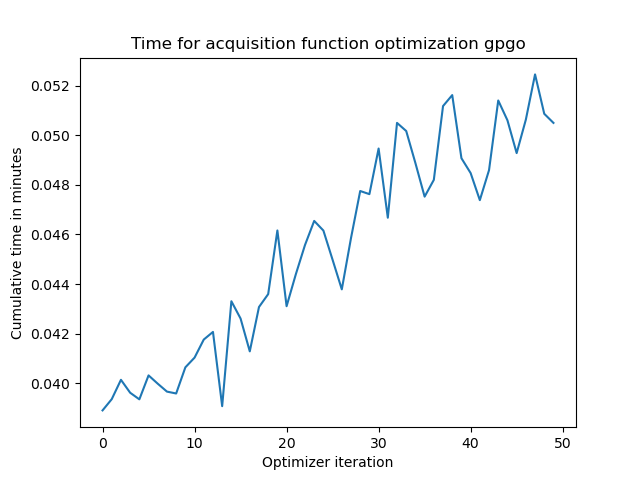 Time for acquisition function optimization gpgo
Cumulative time in minutes
0.052
0.050
0.048
0.046
0.044
0.042
0.040
0 10 20 30 40 50
Optimizer iteration